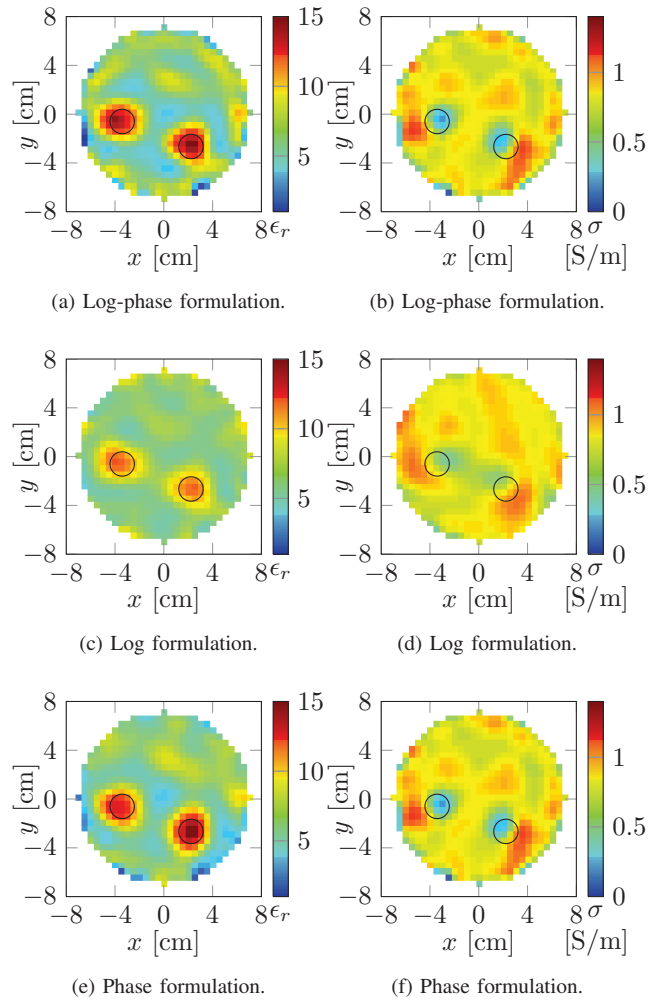 8
4
0
−4
−8
y [cm]
−8 −4 0 4 8
x [cm]
15
10
5
ϵr
(a) Log-phase formulation.
8
4
0
−4
−8
y [cm]
−8 −4 0 4 8
x [cm]
1
0.5
0
σ
[S/m]
(b) Log-phase formulation.
8
4
0
−4
−8
y [cm]
−8 −4 0 4 8
x [cm]
15
10
5
ϵr
(c) Log formulation.
8
4
0
−4
−8
y [cm]
−8 −4 0 4 8
x [cm]
1
0.5
0
σ
[S/m]
(d) Log formulation.
8
4
0
−4
−8
y [cm]
−8 −4 0 4 8
x [cm]
15
10
5
ϵr
(e) Phase formulation.
8
4
0
−4
−8
y [cm]
−8 −4 0 4 8
x [cm]
1
0.5
0
σ
[S/m]
(f) Phase formulation.